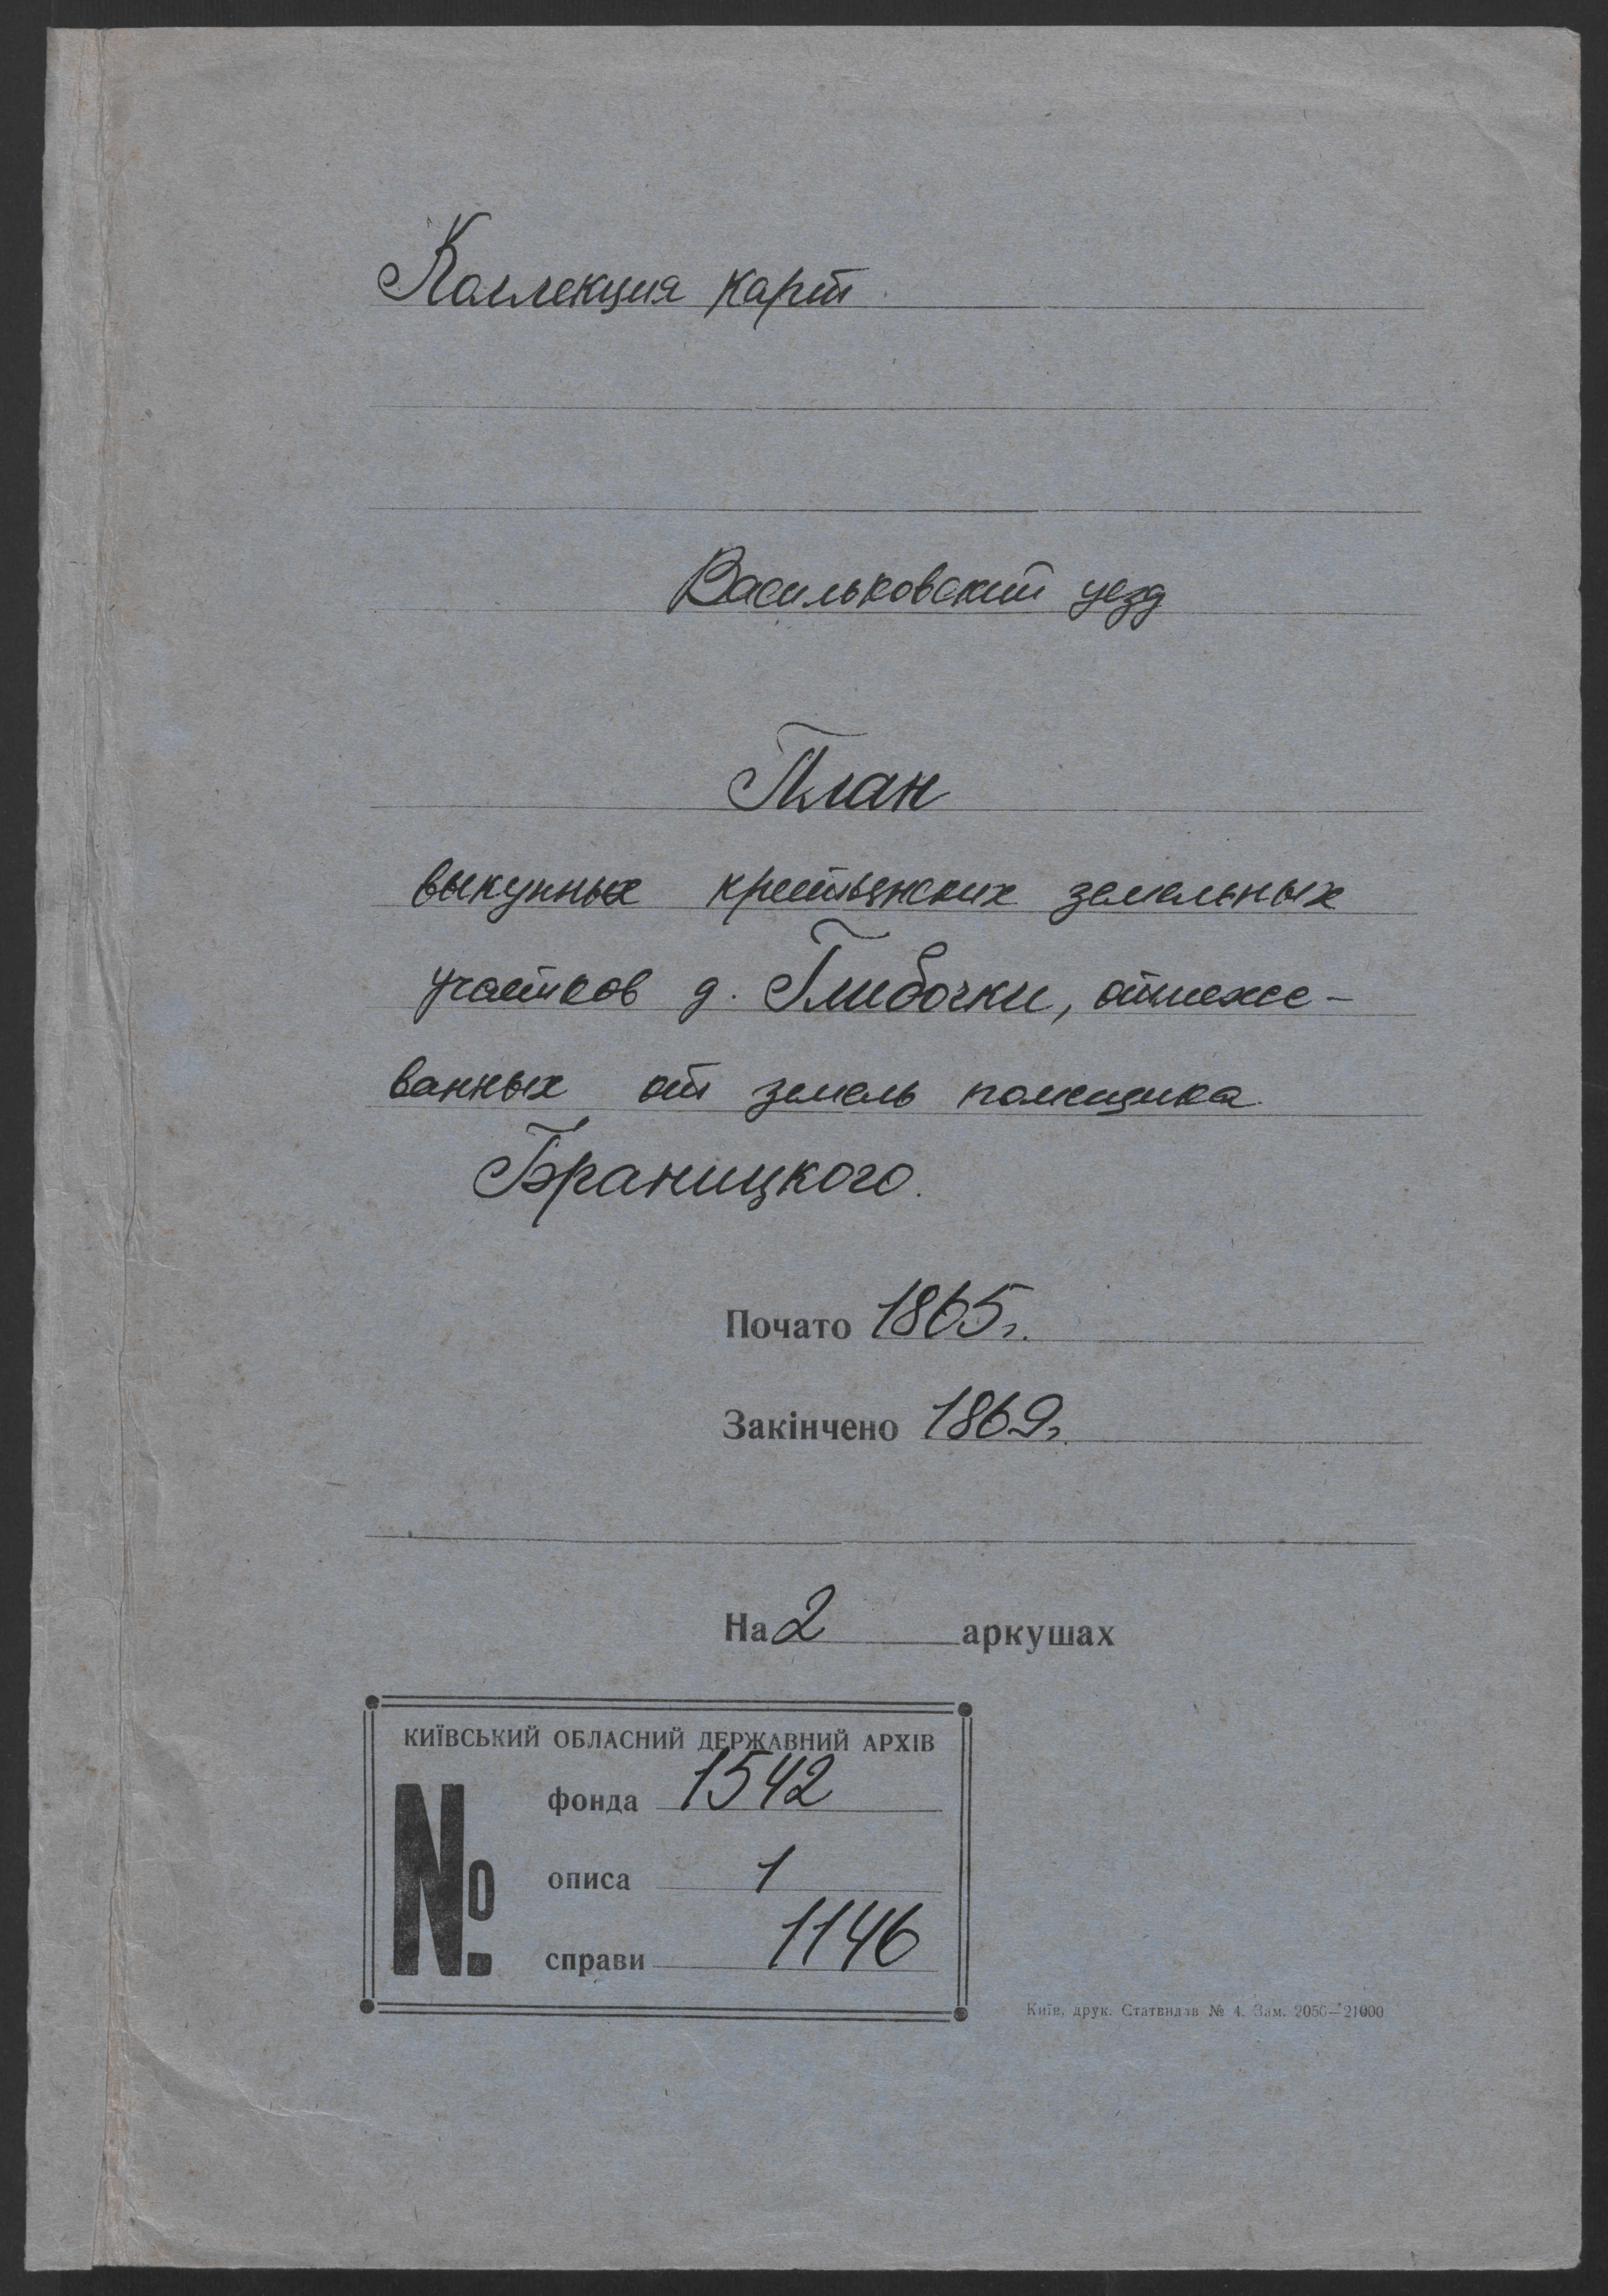 Коллекция карт
Васильковский уезд
План
выкупных крестьянских земельных
участков д. Глибочки, отмеже-
ванных от земель помещика
Браницкого.
Почато 1865 г.
Закінчено 1869 г.
На 2 аркушах
КИЇВСЬКИЙ ОБЛАСНИЙ ДЕРЖАВНИЙ АРХІВ
№
фонда 1542
описа 1
справи 1146
Київ, друк. Статвидав № 4. Зам. 2056—21000